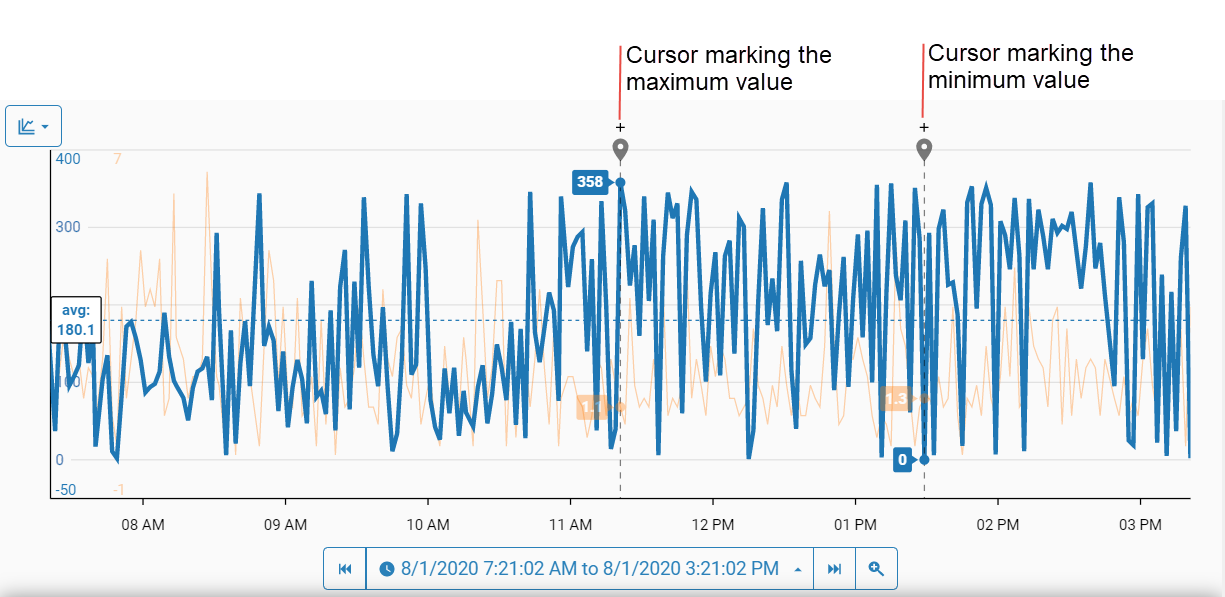 Cursor marking the
maximum value
Cursor marking the
minimum value
400
7
358
300
avg:
180.1
1.3
0
0
-50
-1
08 AM
09 AM
10 AM
11 AM
12 PM
01 PM
02 PM
03 PM
8/1/2020 7:21:02 AM to 8/1/2020 3:21:02 PM